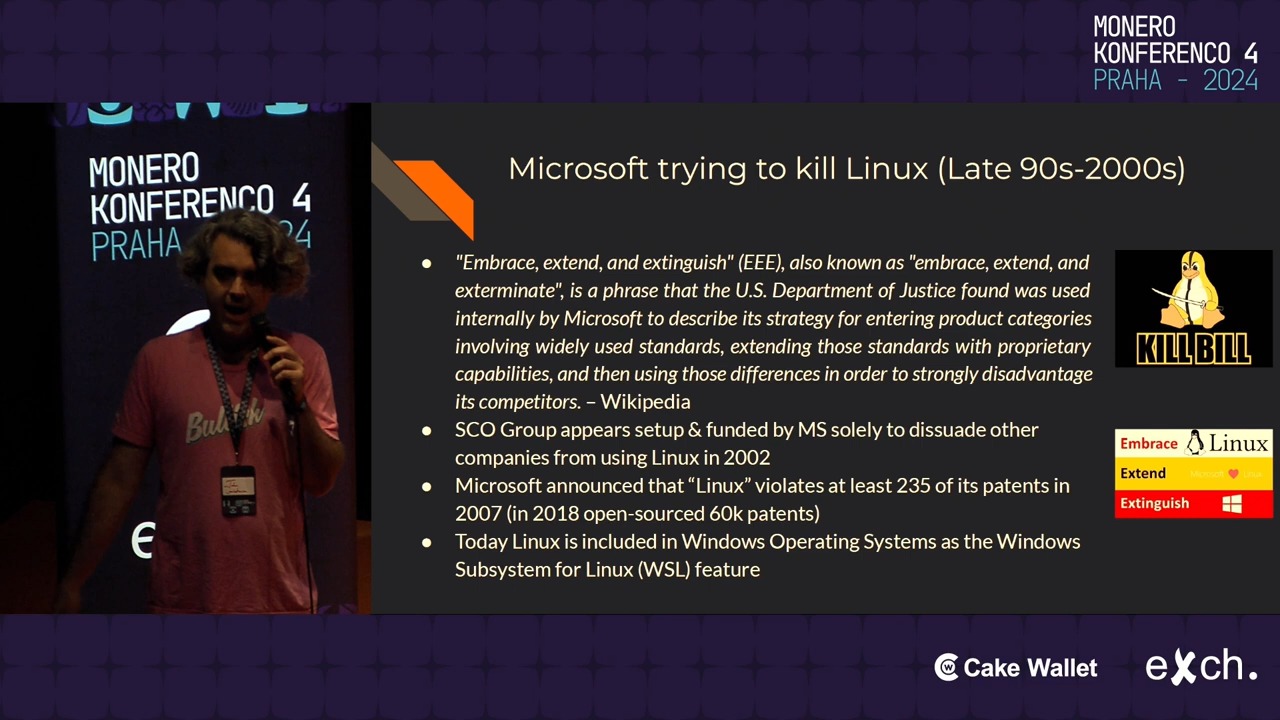 MONERO
KONFERENCO 4
PRAHA - 2024
MONERO
KONFERENCO 4
PRAHA
24
Bul
e
Microsoft trying to kill Linux (Late 90s-2000s)
● "Embrace, extend, and extinguish" (EEE), also known as "embrace, extend, and
exterminate", is a phrase that the U.S. Department of Justice found was used
internally by Microsoft to describe its strategy for entering product categories
involving widely used standards, extending those standards with proprietary
capabilities, and then using those differences in order to strongly disadvantage
its competitors. – Wikipedia
● SCO Group appears setup & funded by MS solely to dissuade other
companies from using Linux in 2002
● Microsoft announced that “Linux” violates at least 235 of its patents in
2007 (in 2018 open-sourced 60k patents)
● Today Linux is included in Windows Operating Systems as the Windows
Subsystem for Linux (WSL) feature
KILL BILL
Embrace Linux
Extend Microsoft ♥ Linux
Extinguish
Cake Wallet
exch.